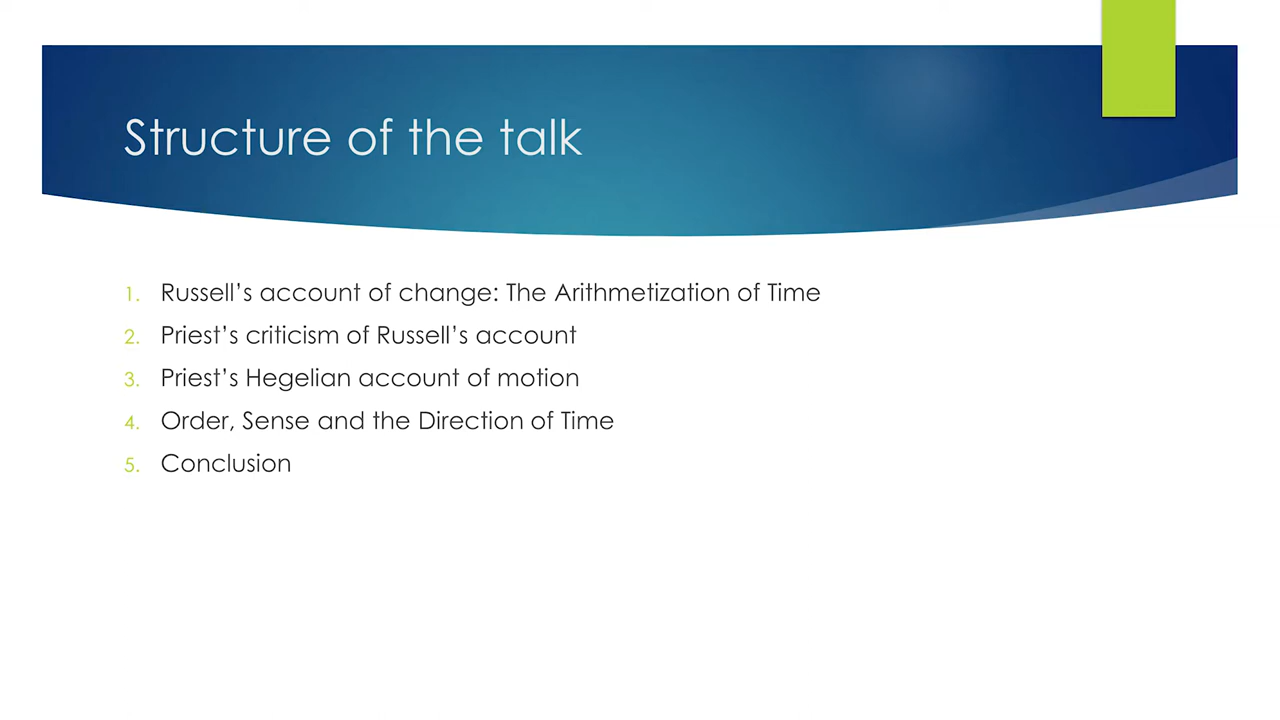 Structure of the talk
1. Russell’s account of change: The Arithmetization of Time
2. Priest’s criticism of Russell’s account
3. Priest’s Hegelian account of motion
4. Order, Sense and the Direction of Time
5. Conclusion